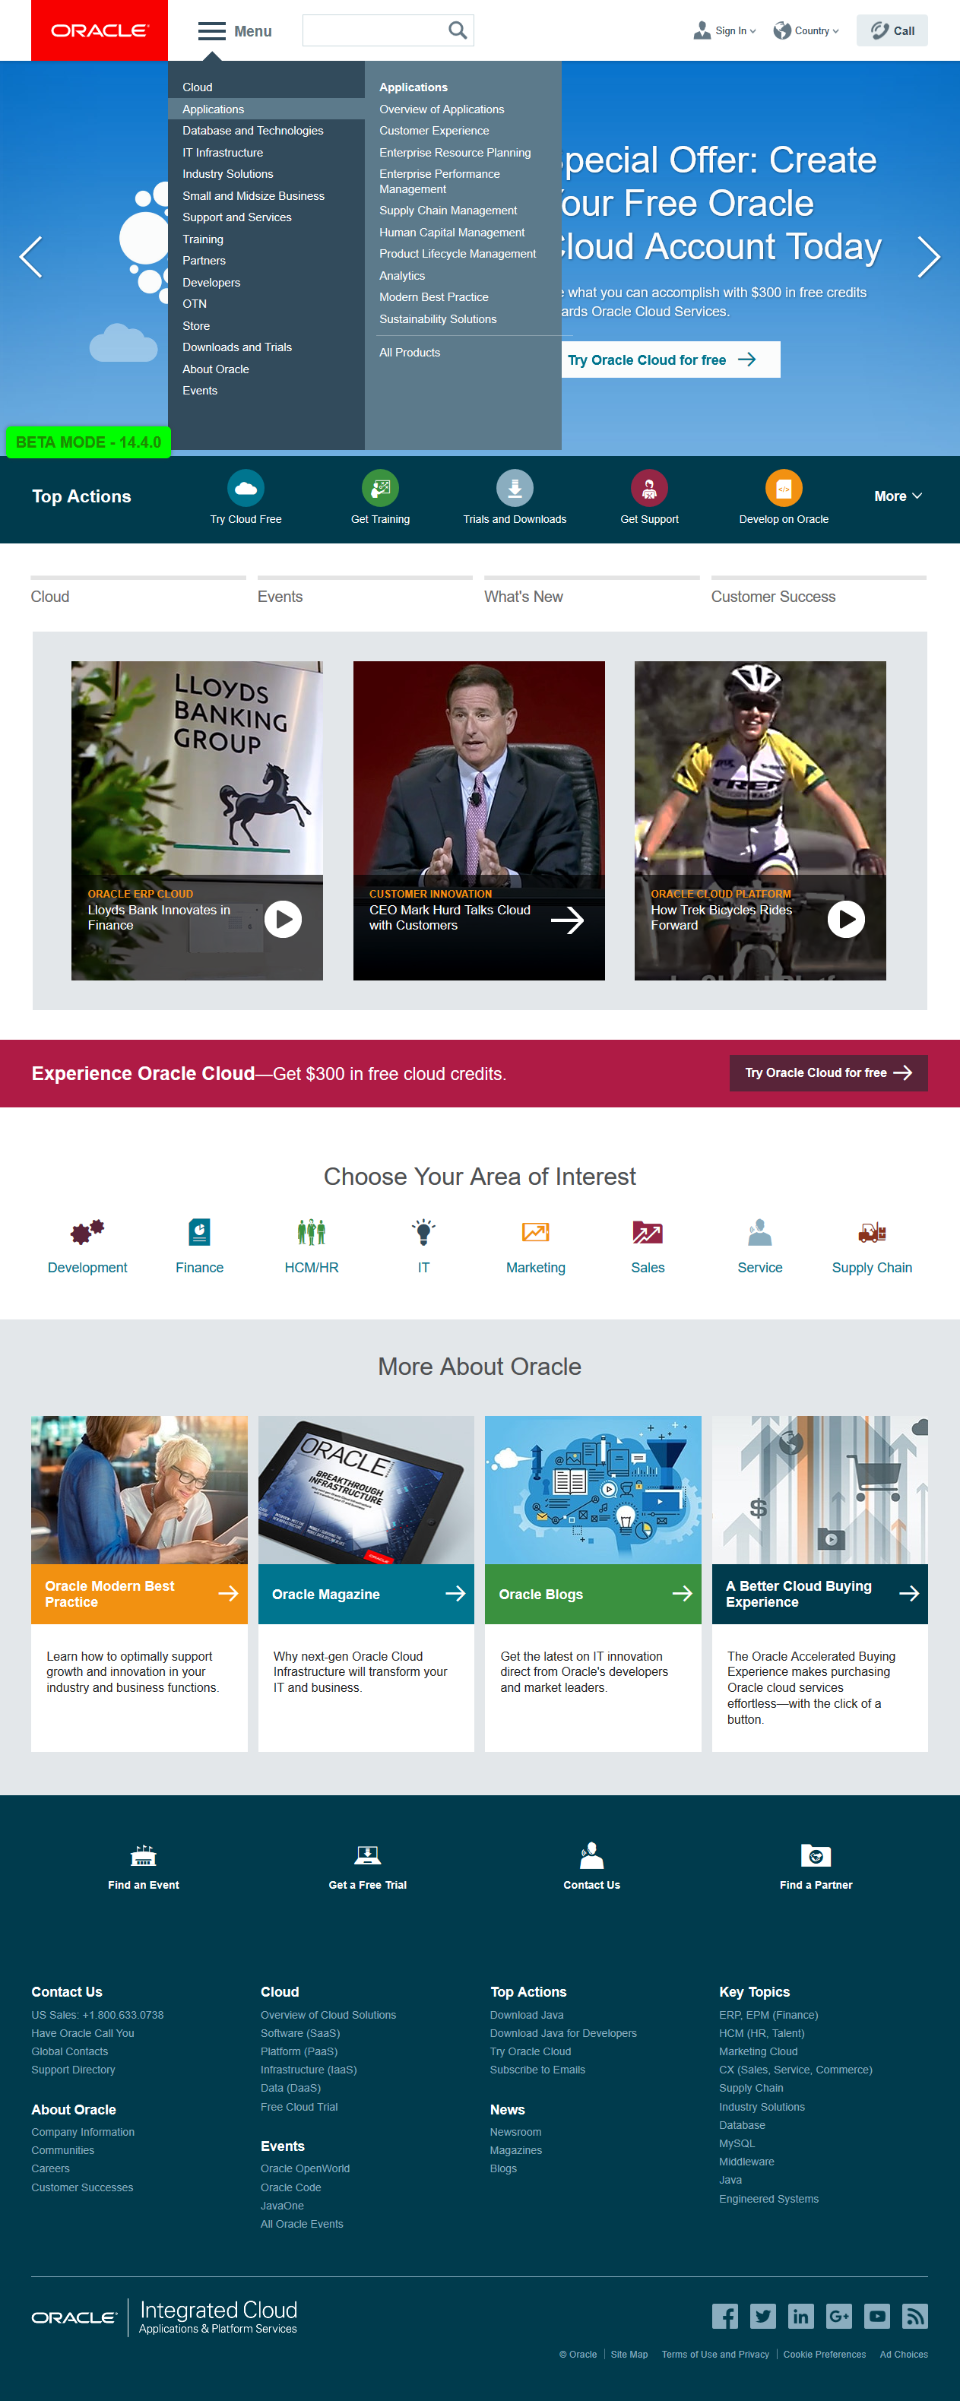 ORACLE
Menu
Sign In
Country
Call
Cloud
Applications
Database and Technologies
IT Infrastructure
Industry Solutions
Small and Midsize Business
Support and Services
Training
Partners
Developers
OTN
Store
Downloads and Trials
About Oracle
Events
Applications
Overview of Applications
Customer Experience
Enterprise Resource Planning
Enterprise Performance
Management
Supply Chain Management
Human Capital Management
Product Lifecycle Management
Analytics
Modern Best Practice
Sustainability Solutions
All Products
Special Offer: Create
Your Free Oracle
Cloud Account Today
what you can accomplish with $300 in free credits
ards Oracle Cloud Services.
Try Oracle Cloud for free
BETA MODE - 14.4.0
Top Actions
Try Cloud Free
Get Training
Trials and Downloads
Get Support
Develop on Oracle
More
Cloud
Events
What's New
Customer Success
LLOYDS
BANKING
GROUP
ORACLE ERP CLOUD
Lloyds Bank Innovates in
Finance
CUSTOMER INNOVATION
CEO Mark Hurd Talks Cloud
with Customers
TREK
ORACLE CLOUD PLATFORM
How Trek Bicycles Rides
Forward
Experience Oracle Cloud—Get $300 in free cloud credits.
Try Oracle Cloud for free
Choose Your Area of Interest
Development
Finance
HCM/HR
IT
Marketing
Sales
Service
Supply Chain
More About Oracle
ORACLE
BREAKTHROUGH
INFRASTRUCTURE
$
Oracle Modern Best
Practice
Oracle Magazine
Oracle Blogs
A Better Cloud Buying
Experience
Learn how to optimally support
growth and innovation in your
industry and business functions.
Why next-gen Oracle Cloud
Infrastructure will transform your
IT and business.
Get the latest on IT innovation
direct from Oracle's developers
and market leaders.
The Oracle Accelerated Buying
Experience makes purchasing
Oracle cloud services
effortless—with the click of a
button.
Find an Event
Get a Free Trial
Contact Us
Find a Partner
Contact Us
US Sales: +1.800.633.0738
Have Oracle Call You
Global Contacts
Support Directory
About Oracle
Company Information
Communities
Careers
Customer Successes
Cloud
Overview of Cloud Solutions
Software (SaaS)
Platform (PaaS)
Infrastructure (IaaS)
Data (DaaS)
Free Cloud Trial
Events
Oracle OpenWorld
Oracle Code
JavaOne
All Oracle Events
Top Actions
Download Java
Download Java for Developers
Try Oracle Cloud
Subscribe to Emails
News
Newsroom
Magazines
Blogs
Key Topics
ERP, EPM (Finance)
HCM (HR, Talent)
Marketing Cloud
CX (Sales, Service, Commerce)
Supply Chain
Industry Solutions
Database
MySQL
Middleware
Java
Engineered Systems
ORACLE
Integrated Cloud
Applications & Platform Services
© Oracle
Site Map
Terms of Use and Privacy
Cookie Preferences
Ad Choices